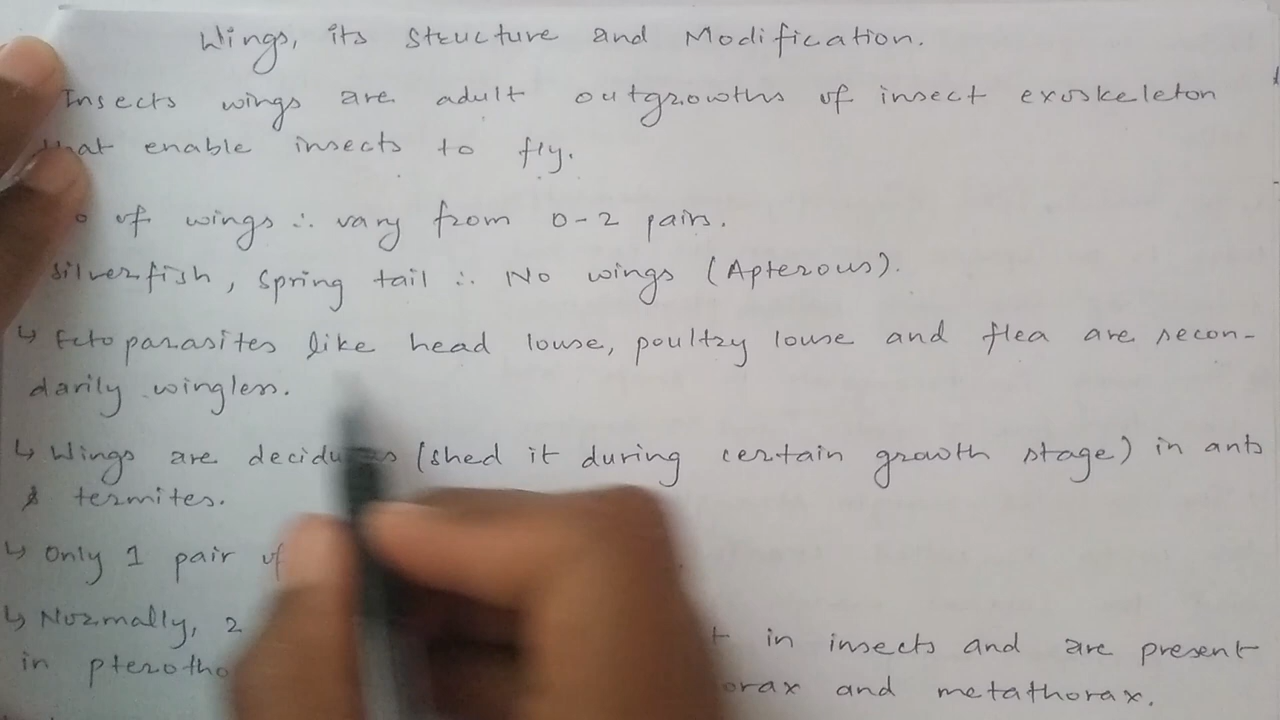 Wings, its Structure and Modification.
Insects wings are adult outgrowths of insect exoskeleton
that enable insects to fly.
of wings ∴ vary from 0-2 pairs.
Silverfish, Spring tail ∴ No wings (Apterous).
↳ Ectoparasites like head louse, poultry louse and flea are secon-
darily wingless.
↳ Wings are (shed it during certain growth stage) in ants
& termites.
↳ Only 1 pair of
↳ Normally, 2 in insects and are present
in and metathorax.